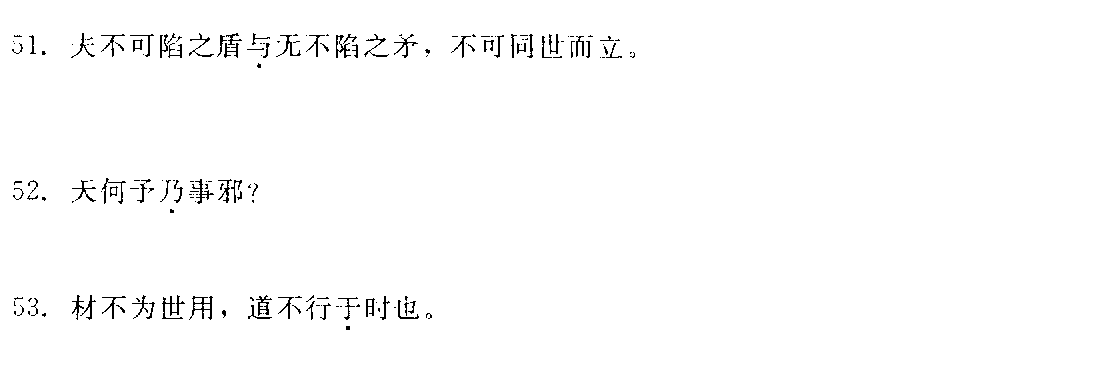 51. 夫不可陷之盾与无不陷之矛，不可同世而立。
52. 天何予乃事邪？
53. 材不为世用，道不行于时也。